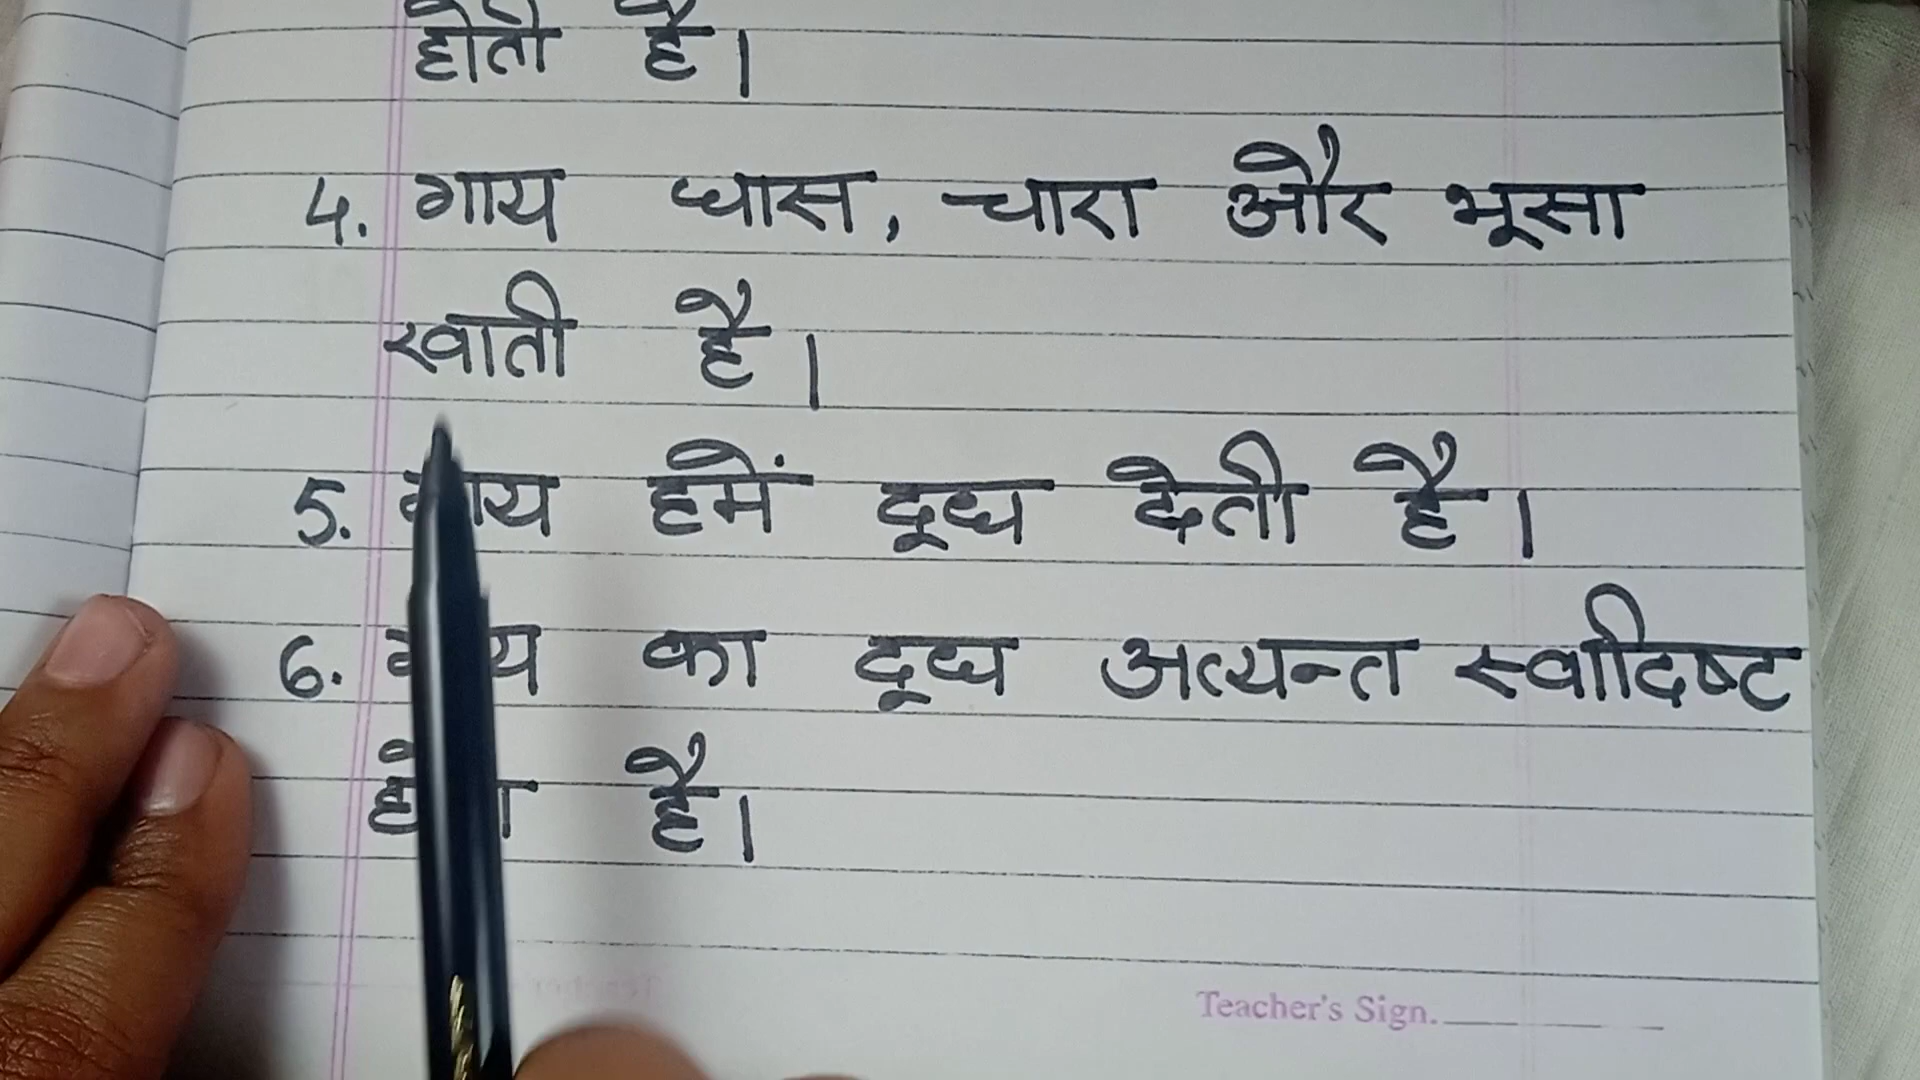 होती है।
4. गाय घास, चारा और भूसा
खाती है।
5. गाय हमें दूध देती है।
6. गाय का दूध अत्यन्त स्वादिष्ट
होता है।
Teacher's Sign.